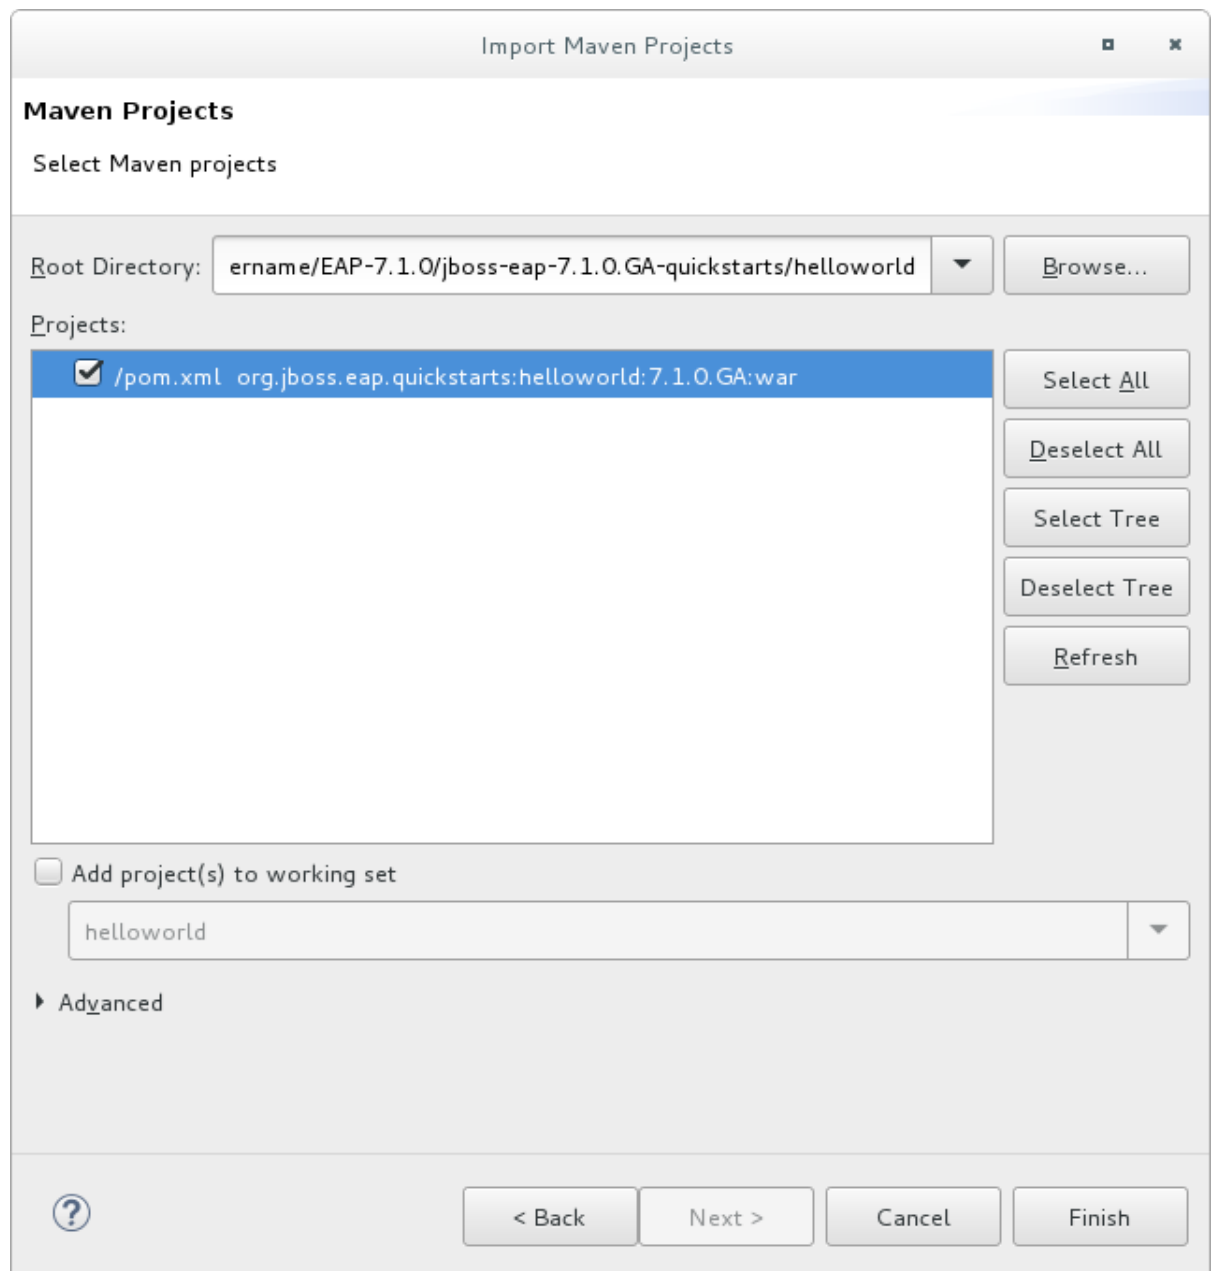 Import Maven Projects
Maven Projects
Select Maven projects
Root Directory: ername/EAP-7.1.0/jboss-eap-7.1.0.GA-quickstarts/helloworld Browse...
Projects:
/pom.xml org.jboss.eap.quickstarts:helloworld:7.1.0.GA:war
Select All
Deselect All
Select Tree
Deselect Tree
Refresh
Add project(s) to working set
helloworld
Advanced
? < Back Next > Cancel Finish